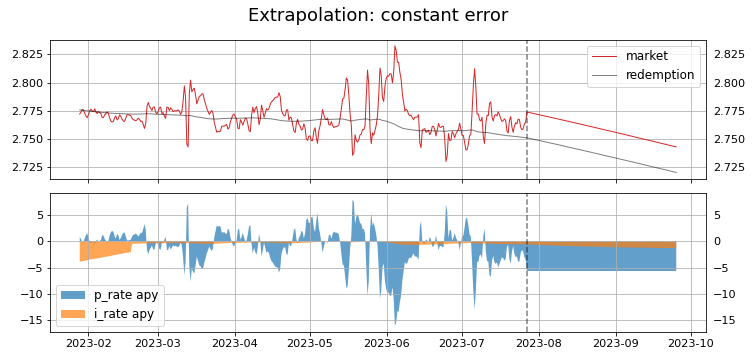 Extrapolation: constant error
2.825 2.825
market
redemption
2.800 2.800
2.775 2.775
2.750 2.750
2.725 2.725
5 5
0 0
−5 −5
−10 −10
−15 −15
p_rate apy
i_rate apy
2023-02 2023-03 2023-04 2023-05 2023-06 2023-07 2023-08 2023-09 2023-10